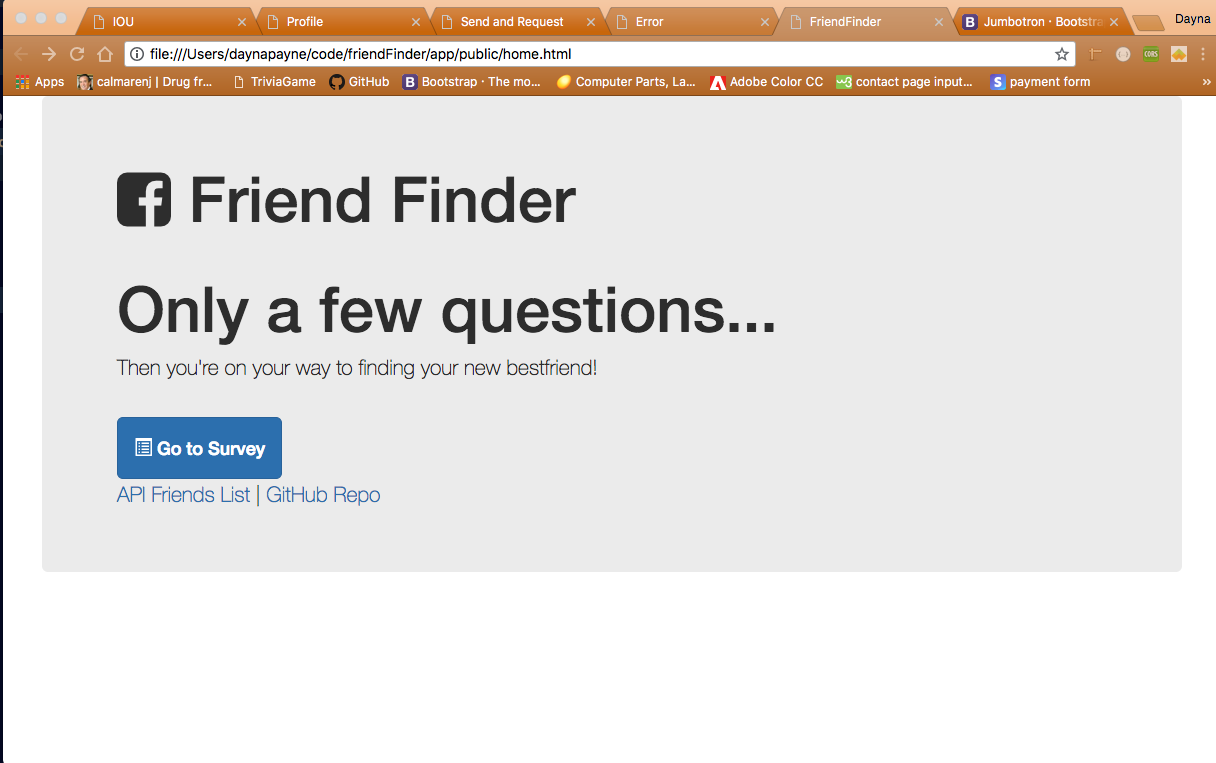 IOU Profile Send and Request Error FriendFinder Jumbotron · Bootstra Dayna
file:///Users/daynapayne/code/friendFinder/app/public/home.html
Apps calmarenj | Drug fr... TriviaGame GitHub Bootstrap · The mo... Computer Parts, La... Adobe Color CC contact page input... payment form »
Friend Finder
Only a few questions...
Then you're on your way to finding your new bestfriend!
Go to Survey
API Friends List | GitHub Repo